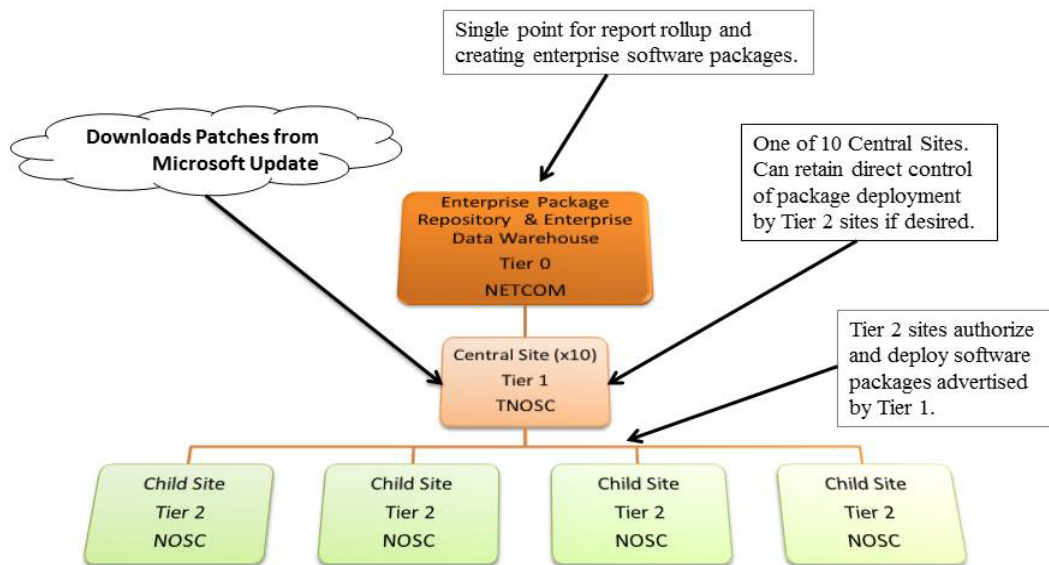 Single point for report rollup and
creating enterprise software packages.
Downloads Patches from
Microsoft Update
One of 10 Central Sites.
Can retain direct control
of package deployment
by Tier 2 sites if desired.
Enterprise Package
Repository & Enterprise
Data Warehouse
Tier 0
NETCOM
Central Site (x10)
Tier 1
TNOSC
Tier 2 sites authorize
and deploy software
packages advertised
by Tier 1.
Child Site
Tier 2
NOSC
Child Site
Tier 2
NOSC
Child Site
Tier 2
NOSC
Child Site
Tier 2
NOSC